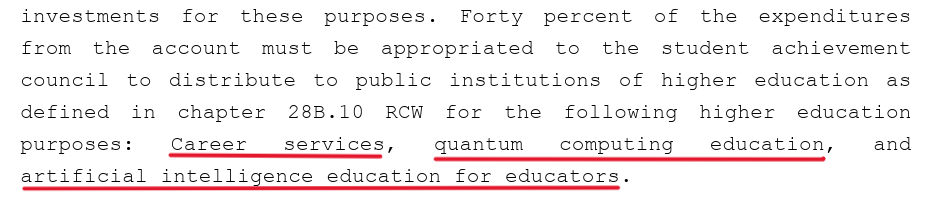 investments for these purposes. Forty percent of the expenditures
from the account must be appropriated to the student achievement
council to distribute to public institutions of higher education as
defined in chapter 28B.10 RCW for the following higher education
purposes: Career services, quantum computing education, and
artificial intelligence education for educators.